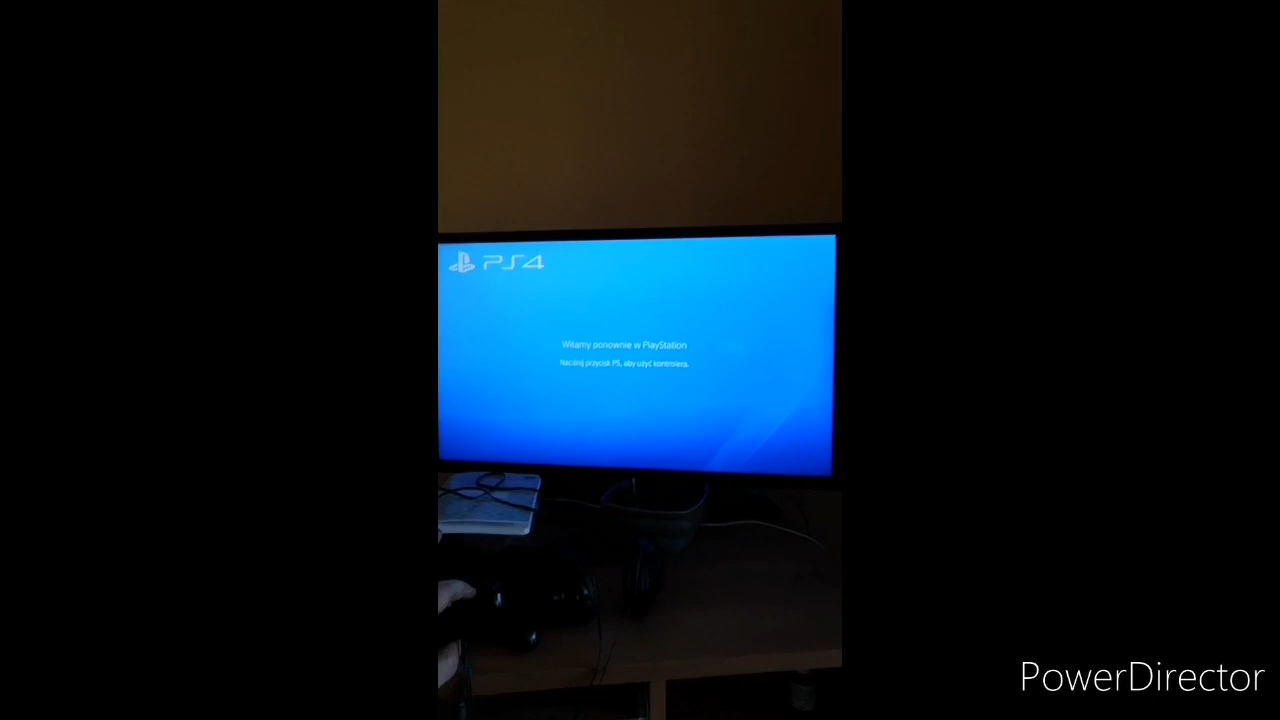 PS4
Witamy ponownie w PlayStation
Naciśnij przycisk PS, aby użyć kontrolera.
PowerDirector